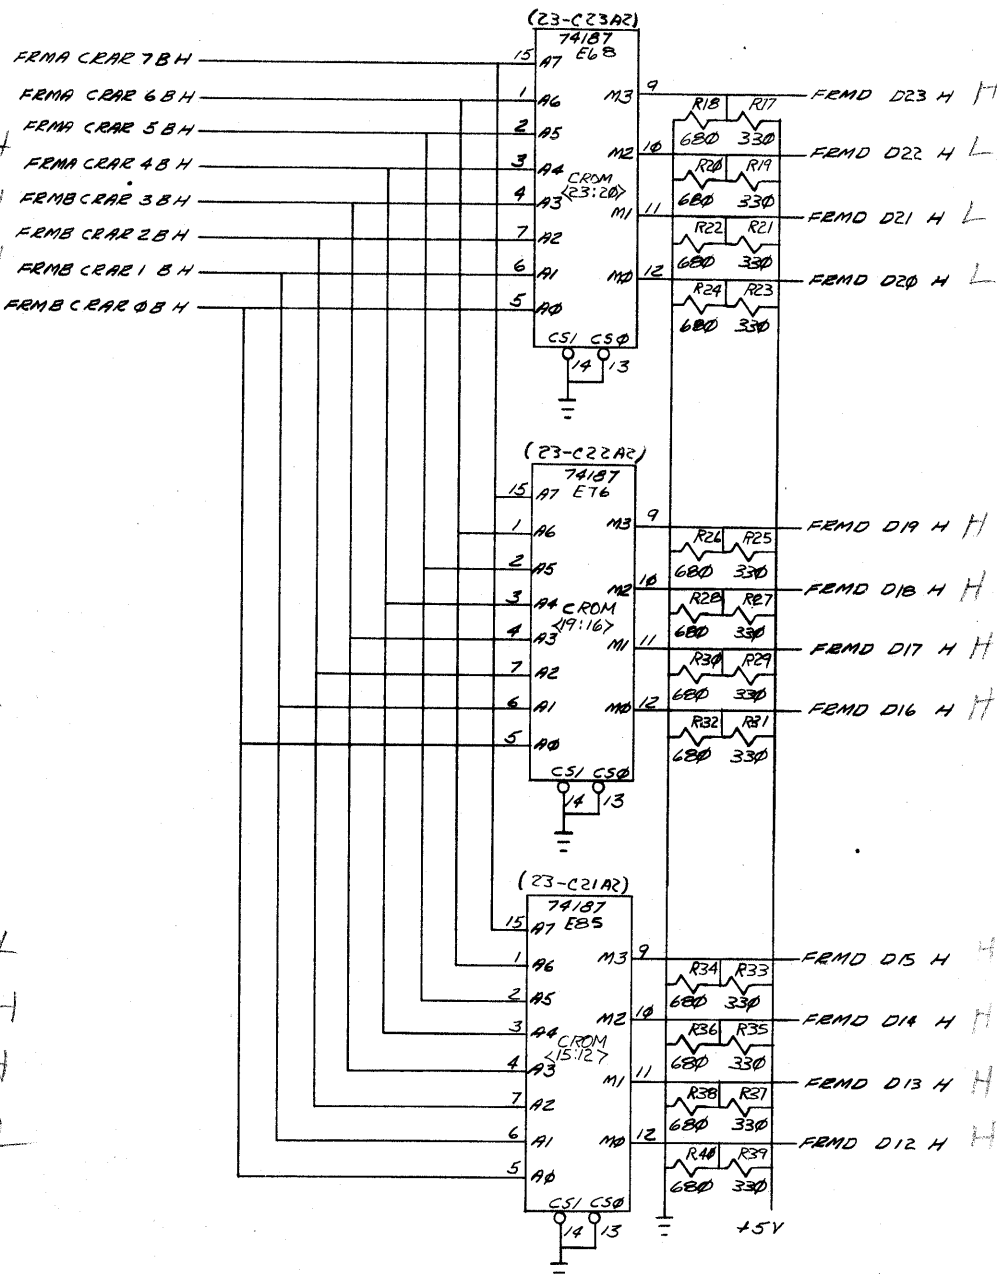 (23-C23A2)
74187
E68
FRMA CRAR 7 B H 15 A7
FRMA CRAR 6 B H 1 A6 M3 9 FRMD D23 H H
R18 R17
680 330
FRMA CRAR 5 B H 2 A5
M2 10 FRMD D22 H L
FRMA CRAR 4 B H 3 A4
R20 R19
680 330
CROM
<23:20>
FRMB CRAR 3 B H 4 A3
M1 11 FRMD D21 H L
FRMB CRAR 2 B H 7 A2
R22 R21
680 330
FRMB CRAR 1 B H 6 A1
M0 12 FRMD D20 H L
R24 R23
680 330
FRMB CRAR 0 B H 5 A0
CS1 CS0
14 13
(23-C22A2)
74187
E76
15 A7
M3 9 FRMD D19 H H
1 A6
R26 R25
680 330
2 A5
M2 10 FRMD D18 H H
3 A4
R28 R27
680 330
CROM
<19:16>
4 A3
M1 11 FRMD D17 H H
R30 R29
680 330
7 A2
6 A1
M0 12 FRMD D16 H H
R32 R31
680 330
5 A0
CS1 CS0
14 13
(23-C21A2)
74187
E85
15 A7
1 A6
M3 9 FRMD D15 H H
R34 R33
680 330
2 A5
M2 10 FRMD D14 H H
3 A4
R36 R35
680 330
CROM
<15:12>
4 A3
M1 11 FRMD D13 H H
R38 R37
680 330
7 A2
6 A1
M0 12 FRMD D12 H H
R40 R39
680 330
5 A0
CS1 CS0
14 13
+5V